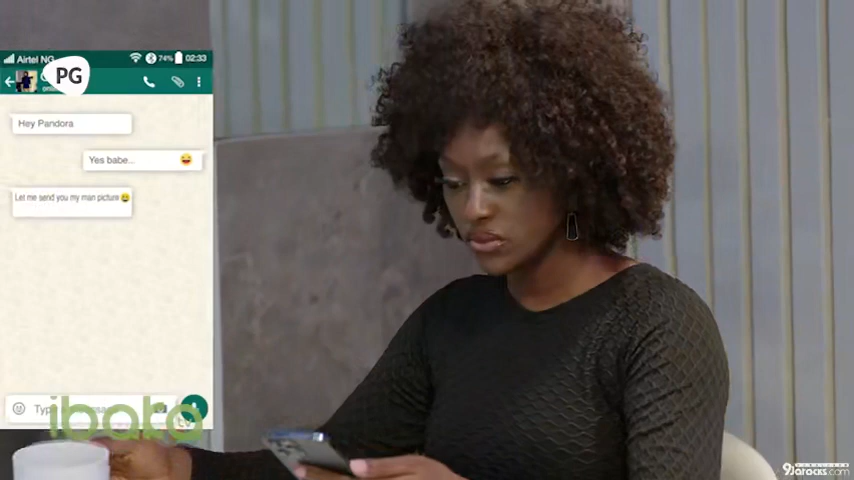 Airtel NG
74%
02:33
PG
Hey Pandora
Yes babe...
Let me send you my man picture
ibata
9JAROCKS.com